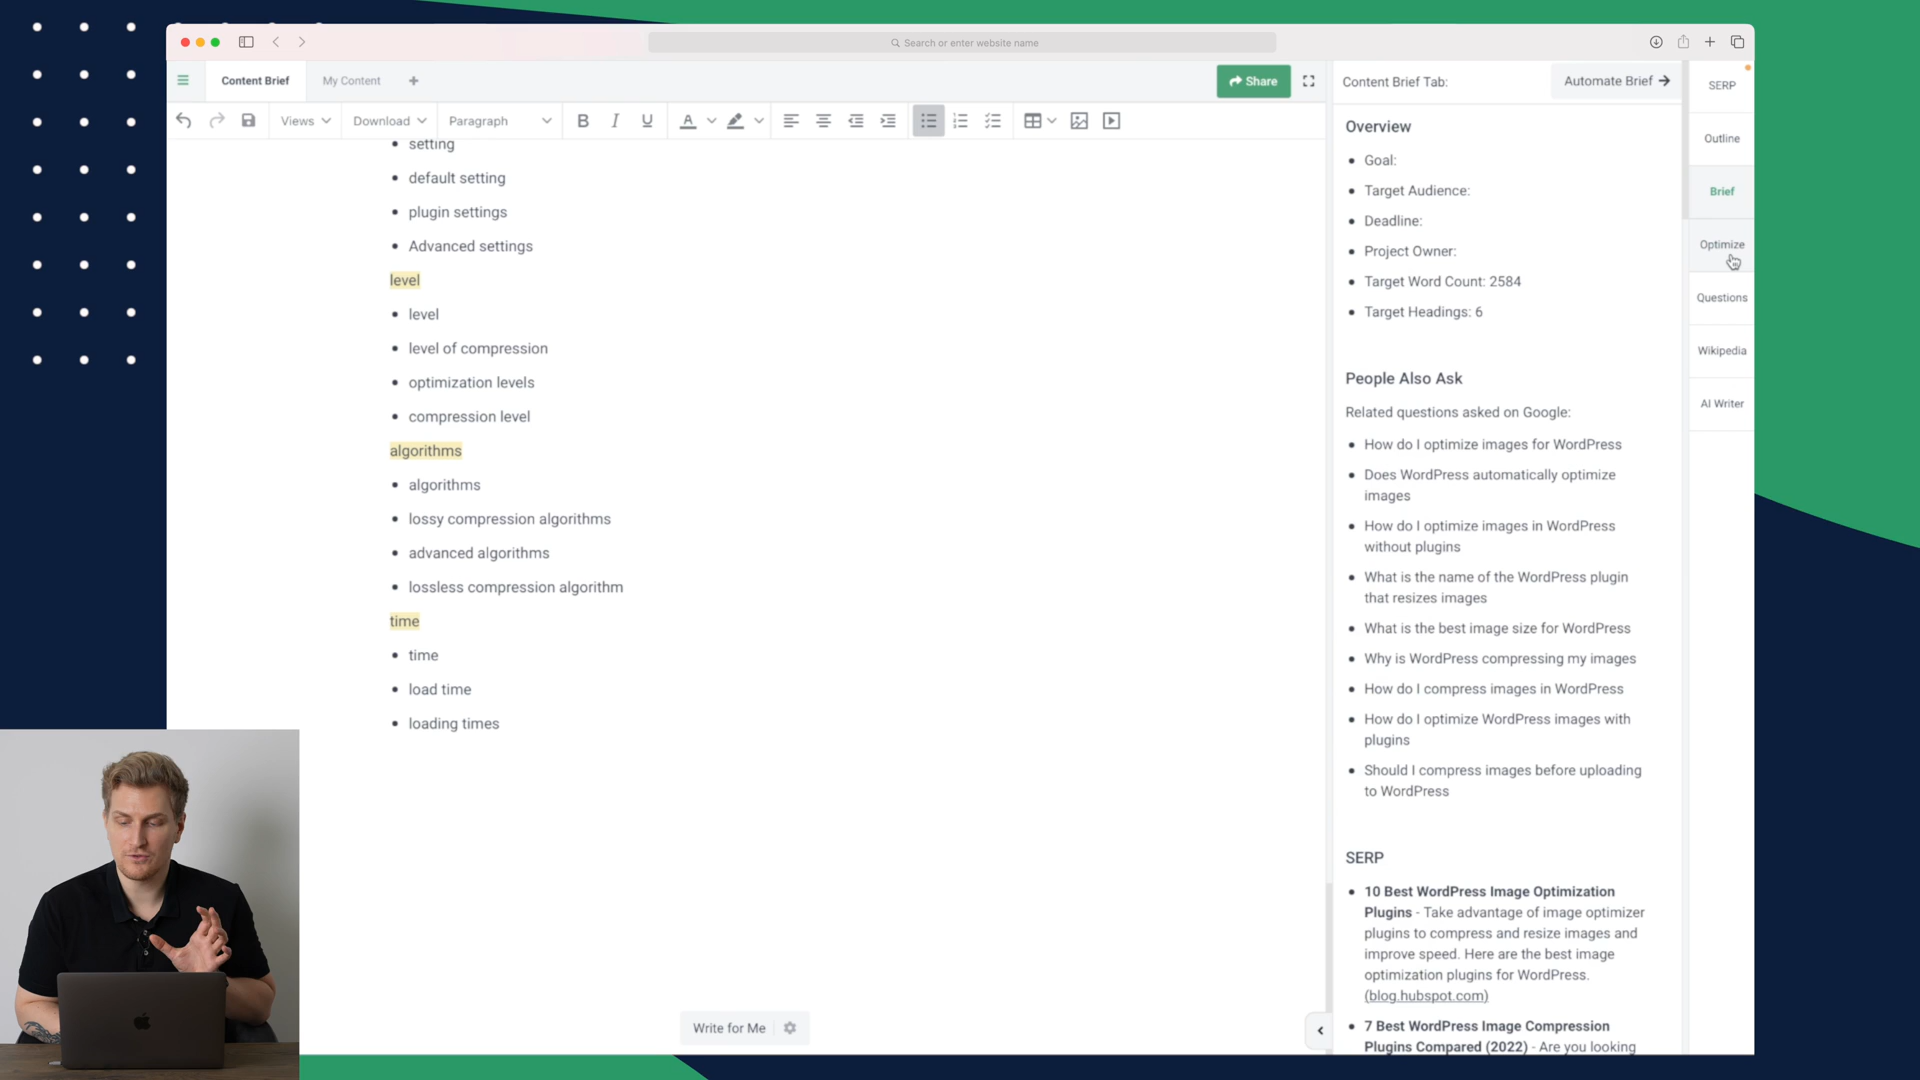 Search or enter website name
Content Brief
My Content
Share
Content Brief Tab:
Automate Brief
SERP
Views
Download
Paragraph
B
I
U
A
setting
default setting
plugin settings
Advanced settings
level
level
level of compression
optimization levels
compression level
algorithms
algorithms
lossy compression algorithms
advanced algorithms
lossless compression algorithm
time
time
load time
loading times
Write for Me
Overview
Goal:
Target Audience:
Deadline:
Project Owner:
Target Word Count: 2584
Target Headings: 6
People Also Ask
Related questions asked on Google:
How do I optimize images for WordPress
Does WordPress automatically optimize
images
How do I optimize images in WordPress
without plugins
What is the name of the WordPress plugin
that resizes images
What is the best image size for WordPress
Why is WordPress compressing my images
How do I compress images in WordPress
How do I optimize WordPress images with
plugins
Should I compress images before uploading
to WordPress
SERP
10 Best WordPress Image Optimization
Plugins - Take advantage of image optimizer
plugins to compress and resize images and
improve speed. Here are the best image
optimization plugins for WordPress.
(blog.hubspot.com)
7 Best WordPress Image Compression
Plugins Compared (2022) - Are you looking
Outline
Brief
Optimize
Questions
Wikipedia
AI Writer